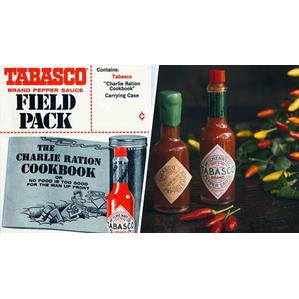 TABASCO
BRAND PEPPER SAUCE
FIELD
PACK
Contains:
Tabasco
"Charlie Ration
Cookbook"
Carrying Case
¢
THE
CHARLIE RATION
COOKBOOK
OR
NO FOOD IS TOO GOOD
FOR THE MAN UP FRONT
TABASCO
TABASCO